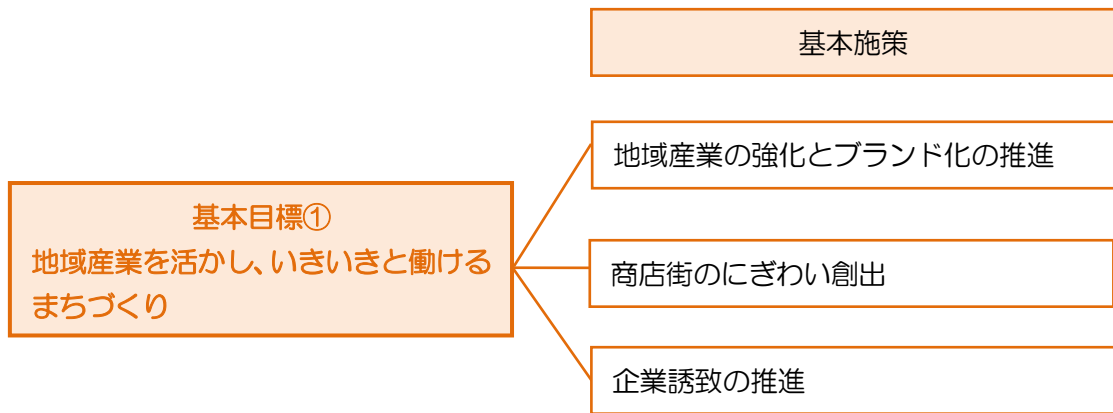 基本施策
地域産業の強化とブランド化の推進
基本目標①
地域産業を活かし、いきいきと働ける
まちづくり
商店街のにぎわい創出
企業誘致の推進